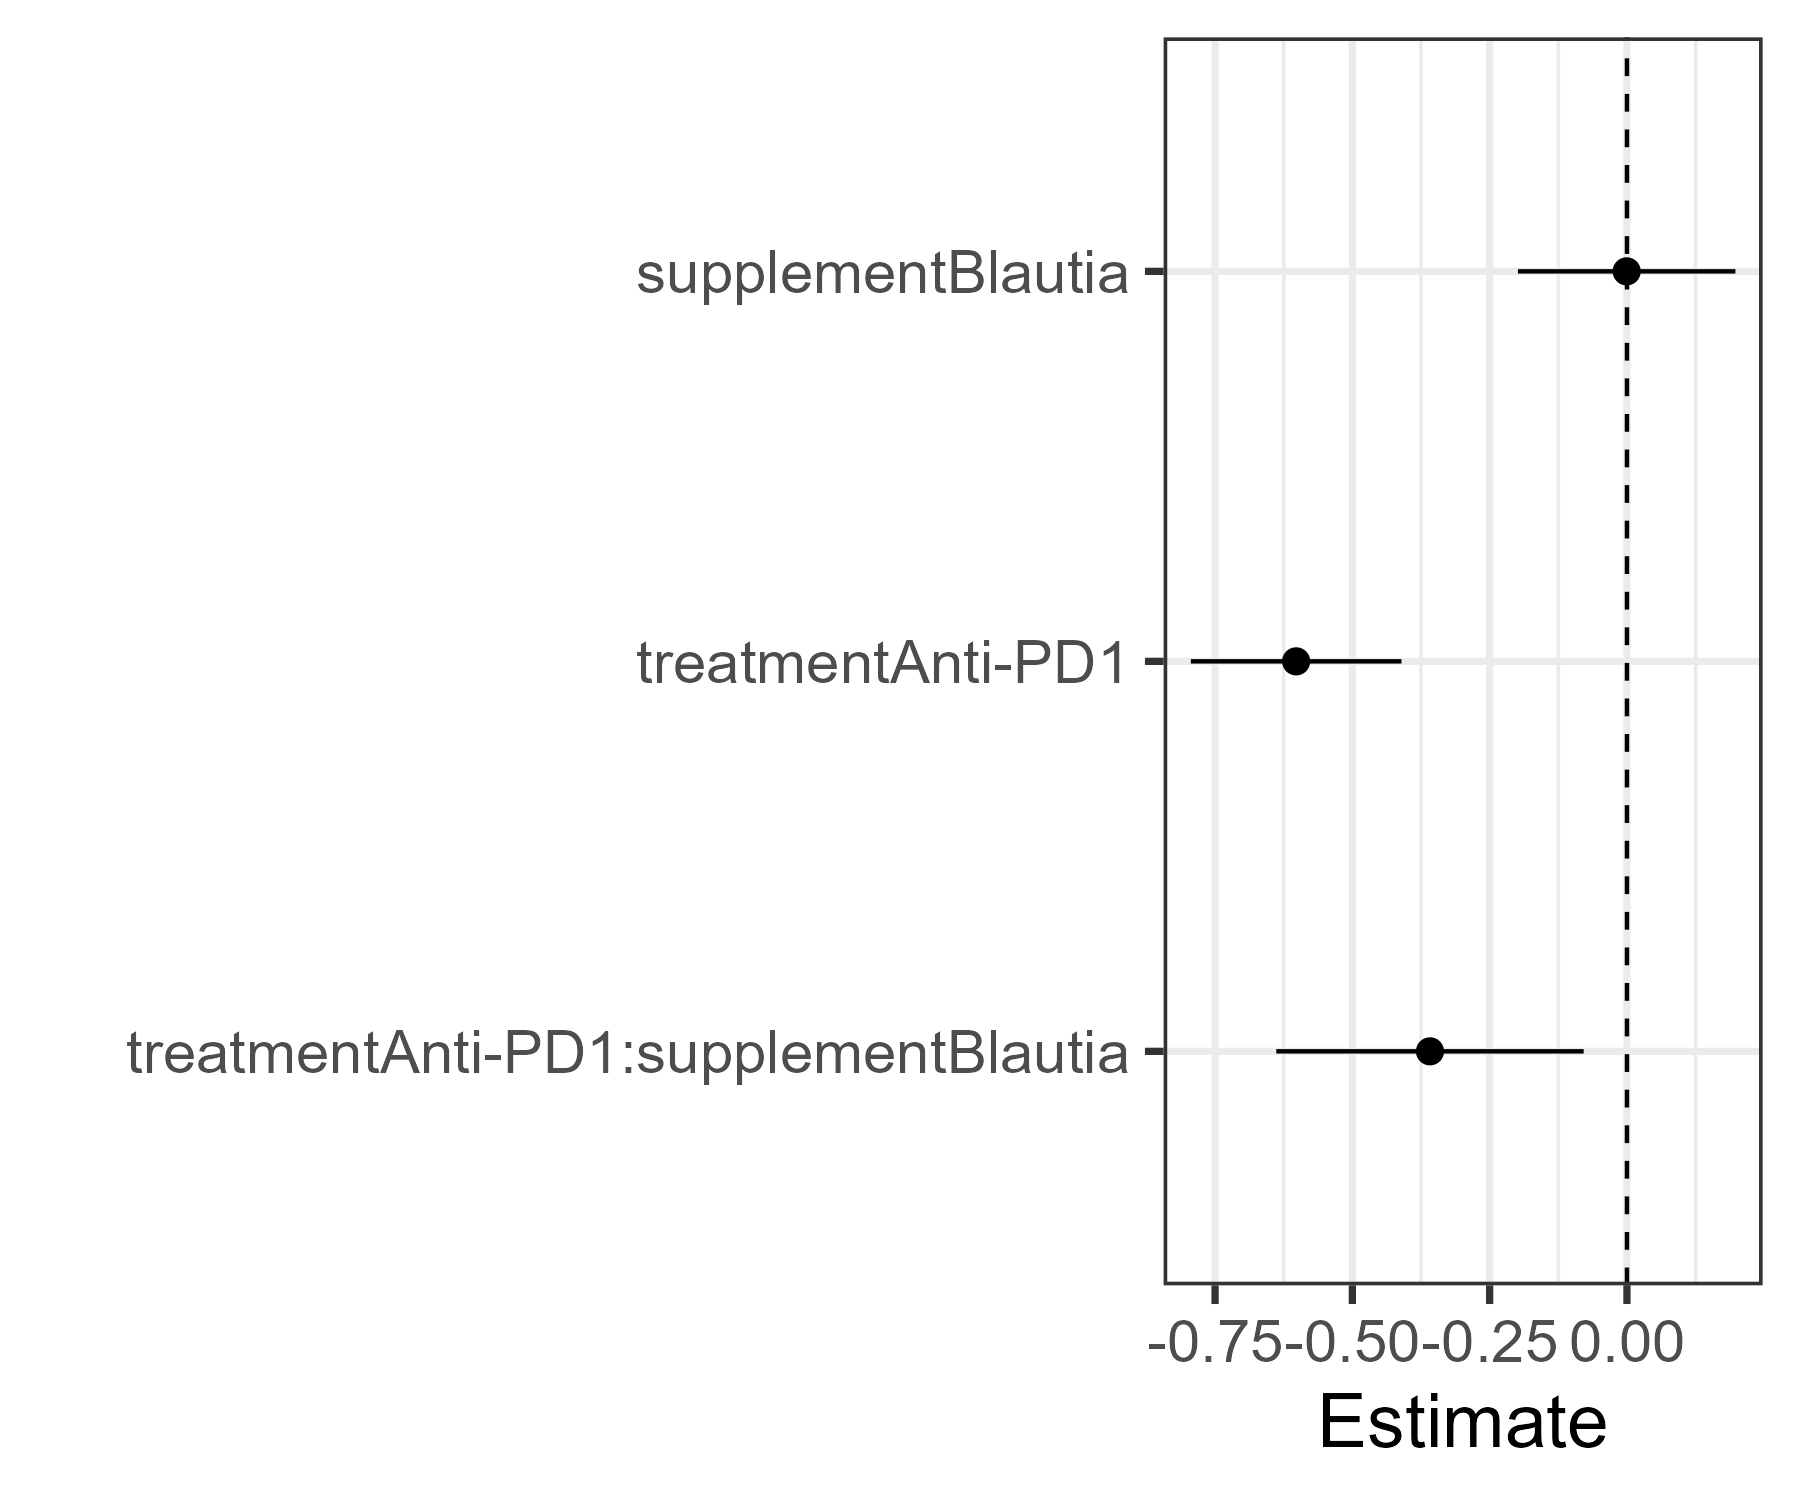 supplementBlautia
treatmentAnti-PD1
treatmentAnti-PD1:supplementBlautia
-0.75 -0.50 -0.25 0.00
Estimate